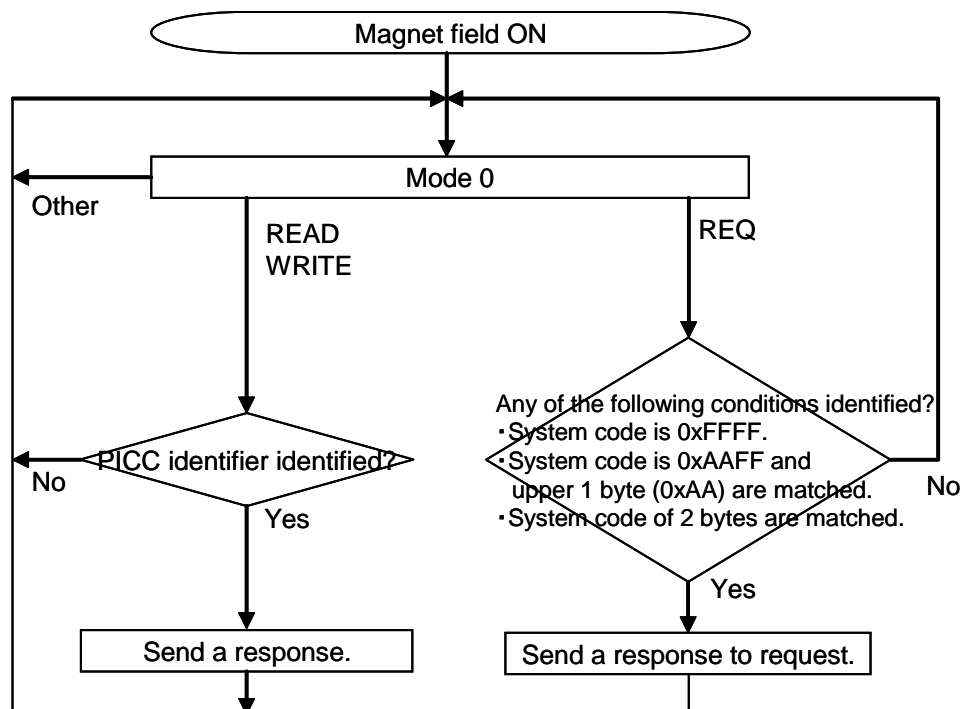 Magnet field ON
Mode 0
Other
READ
WRITE
REQ
Any of the following conditions identified?
・System code is 0xFFFF.
・System code is 0xAAFF and
upper 1 byte (0xAA) are matched.
・System code of 2 bytes are matched.
PICC identifier identified?
No
No
Yes
Yes
Send a response.
Send a response to request.